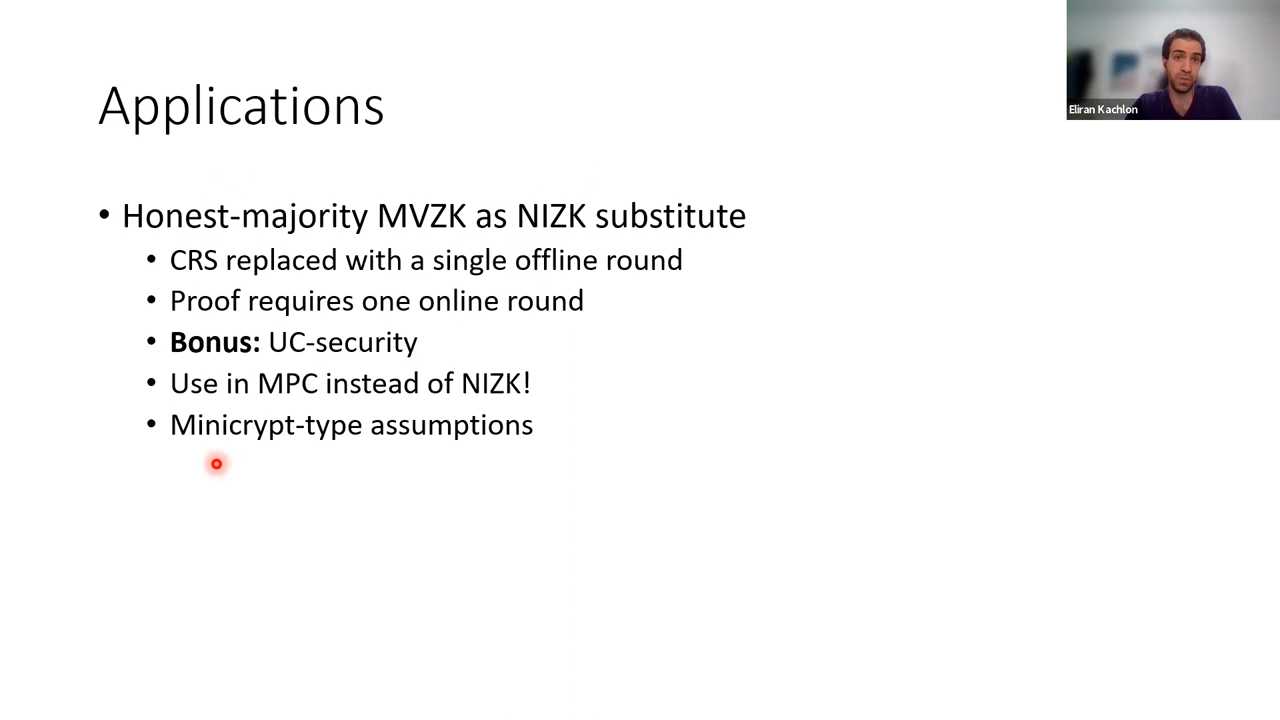 Applications
Eliran Kachlon
• Honest-majority MVZK as NIZK substitute
• CRS replaced with a single offline round
• Proof requires one online round
• Bonus: UC-security
• Use in MPC instead of NIZK!
• Minicrypt-type assumptions